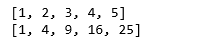 [1, 2, 3, 4, 5]
[1, 4, 9, 16, 25]